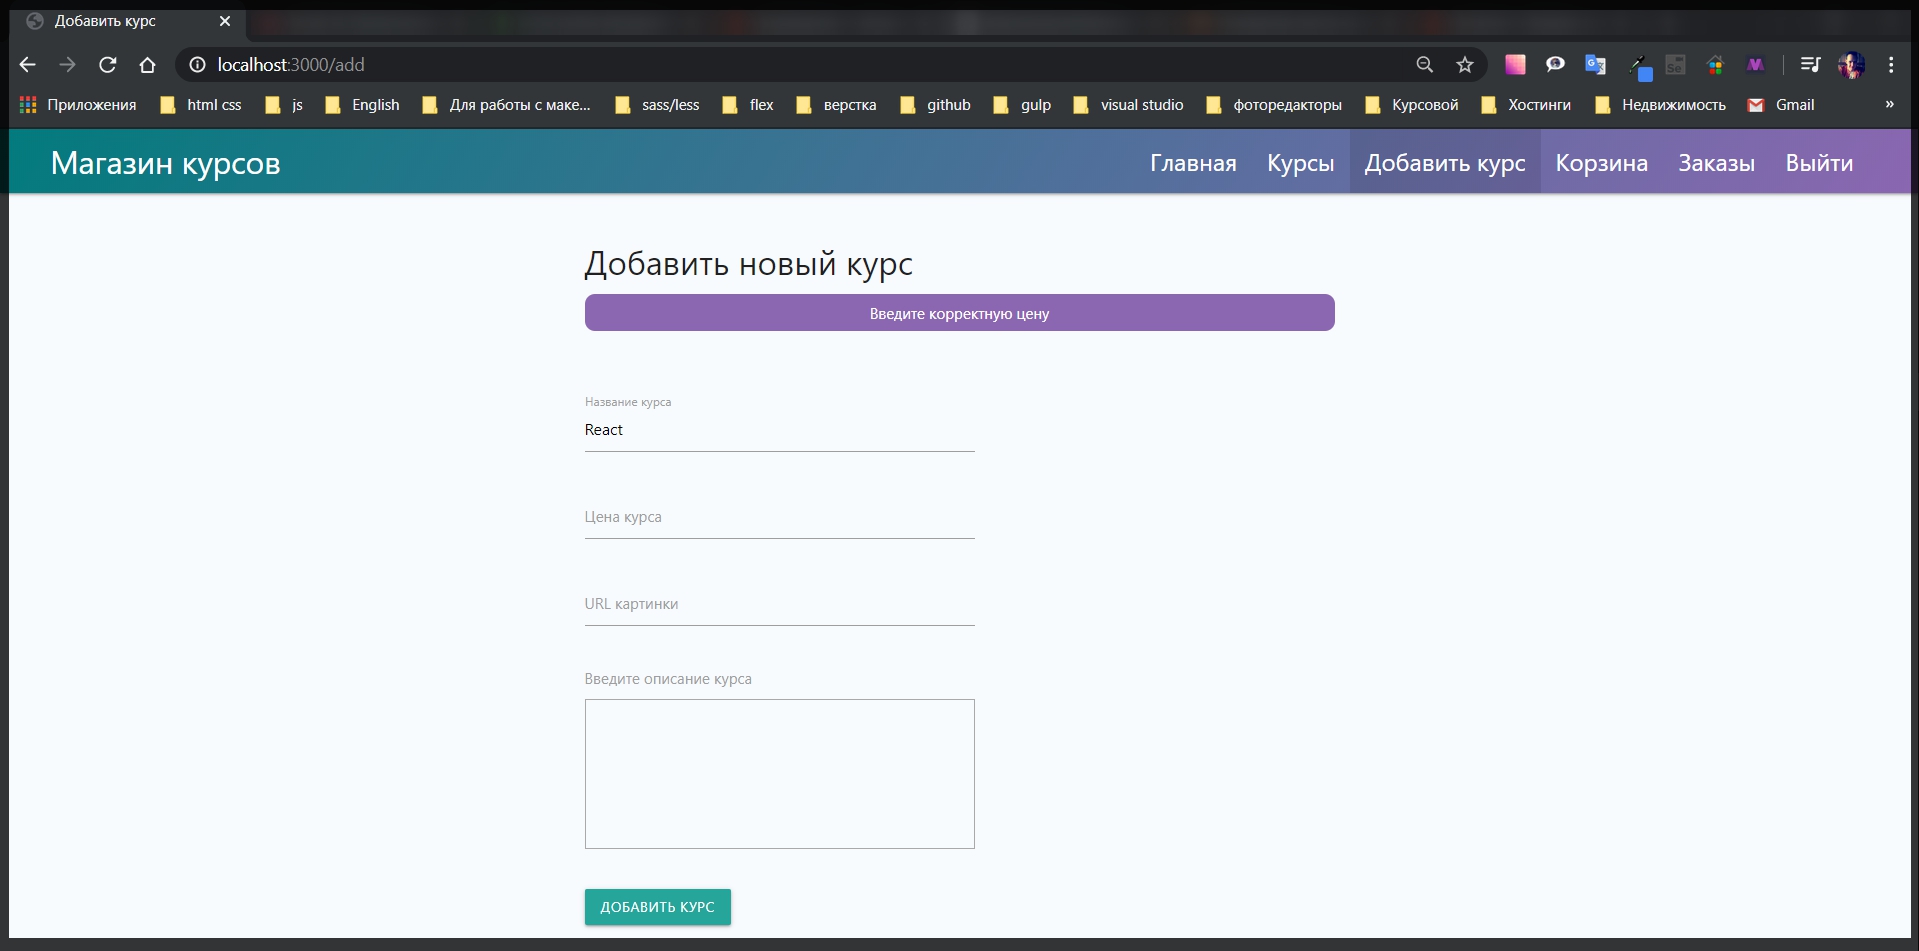 Добавить курс
localhost:3000/add
Приложения html css js English Для работы с маке... sass/less flex верстка github gulp visual studio фоторедакторы Курсовой Хостинги Недвижимость Gmail »
Магазин курсов Главная Курсы Добавить курс Корзина Заказы Выйти
Добавить новый курс
Введите корректную цену
Название курса
React
Цена курса
URL картинки
Введите описание курса
ДОБАВИТЬ КУРС